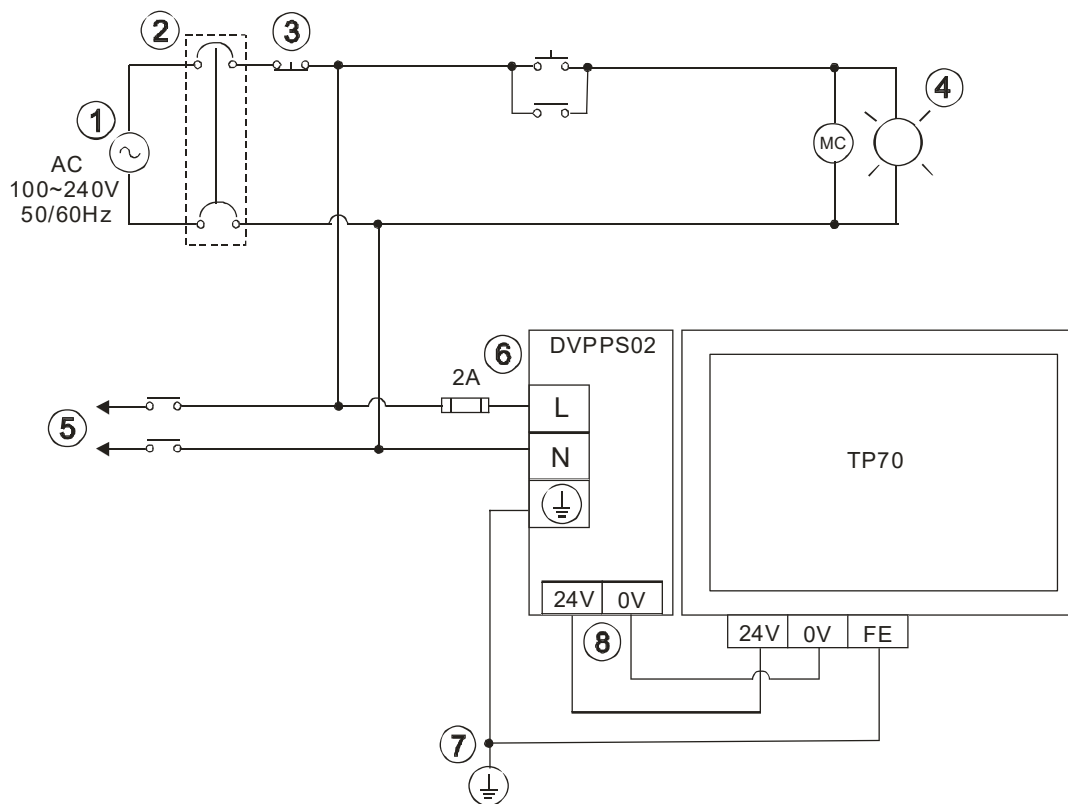 ②
③
①
④
AC
100~240V
50/60Hz
MC
⑥
DVPPS02
2A
L
⑤
N
TP70
24V 0V
⑧
24V 0V FE
⑦